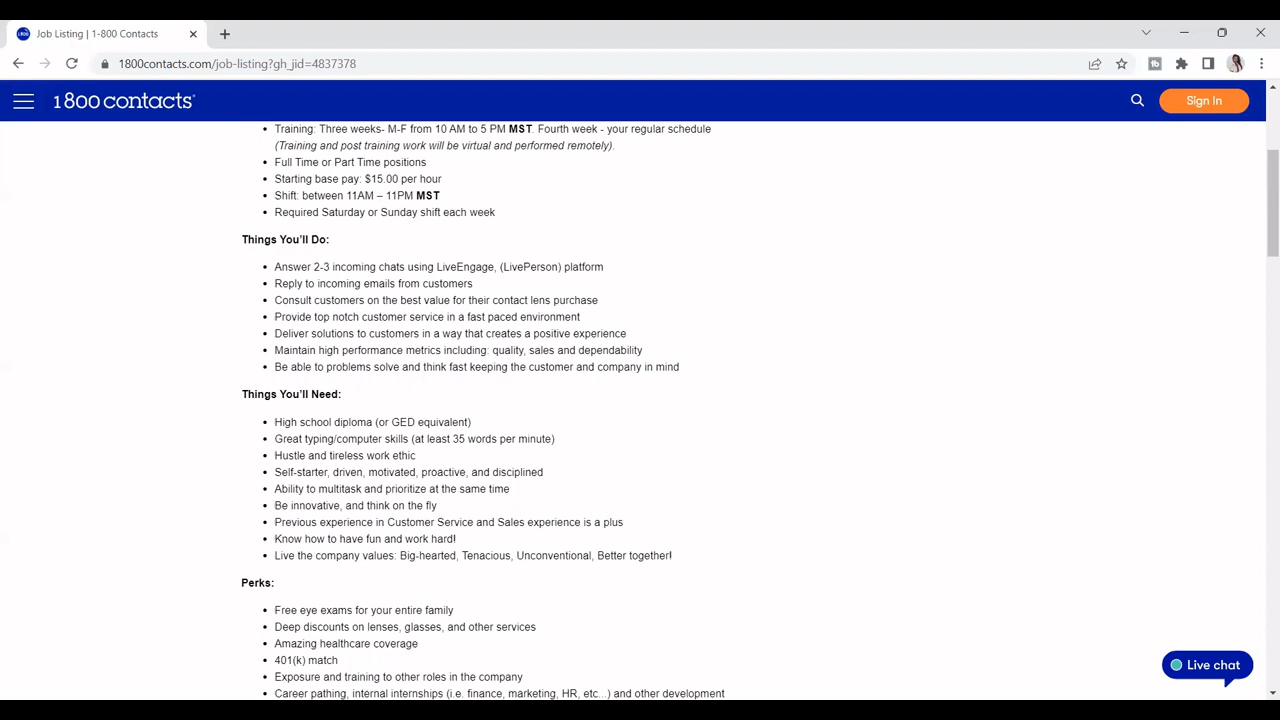 Job Listing | 1-800 Contacts
1800contacts.com/job-listing?gh_jid=4837378
1 800 contacts
Sign In
• Training: Three weeks- M-F from 10 AM to 5 PM MST. Fourth week - your regular schedule
(Training and post training work will be virtual and performed remotely).
• Full Time or Part Time positions
• Starting base pay: $15.00 per hour
• Shift: between 11AM – 11PM MST
• Required Saturday or Sunday shift each week
Things You'll Do:
• Answer 2-3 incoming chats using LiveEngage, (LivePerson) platform
• Reply to incoming emails from customers
• Consult customers on the best value for their contact lens purchase
• Provide top notch customer service in a fast paced environment
• Deliver solutions to customers in a way that creates a positive experience
• Maintain high performance metrics including: quality, sales and dependability
• Be able to problems solve and think fast keeping the customer and company in mind
Things You'll Need:
• High school diploma (or GED equivalent)
• Great typing/computer skills (at least 35 words per minute)
• Hustle and tireless work ethic
• Self-starter, driven, motivated, proactive, and disciplined
• Ability to multitask and prioritize at the same time
• Be innovative, and think on the fly
• Previous experience in Customer Service and Sales experience is a plus
• Know how to have fun and work hard!
• Live the company values: Big-hearted, Tenacious, Unconventional, Better together!
Perks:
• Free eye exams for your entire family
• Deep discounts on lenses, glasses, and other services
• Amazing healthcare coverage
• 401(k) match
• Exposure and training to other roles in the company
• Career pathing, internal internships (i.e. finance, marketing, HR, etc...) and other development
Live chat